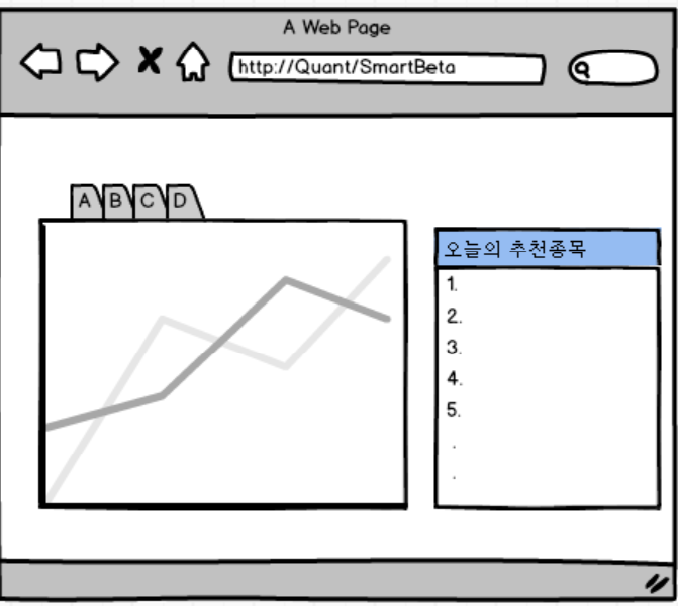 A Web Page
http://Quant/SmartBeta
A B C D
오늘의 추천종목
1.
2.
3.
4.
5.
.
.